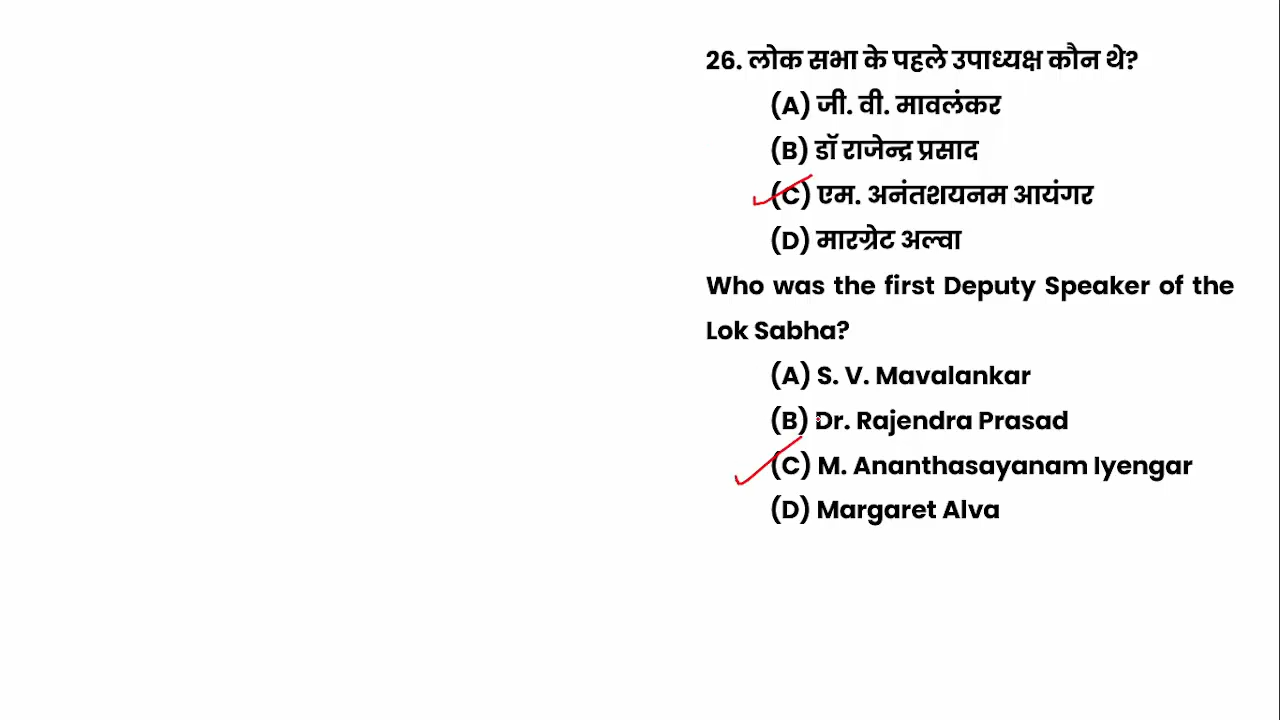 26. लोक सभा के पहले उपाध्यक्ष कौन थे?
(A) जी. वी. मावलंकर
(B) डॉ राजेन्द्र प्रसाद
(C) एम. अनंतशयनम आयंगर
(D) मारग्रेट अल्वा
Who was the first Deputy Speaker of the
Lok Sabha?
(A) S. V. Mavalankar
(B) Dr. Rajendra Prasad
(C) M. Ananthasayanam Iyengar
(D) Margaret Alva